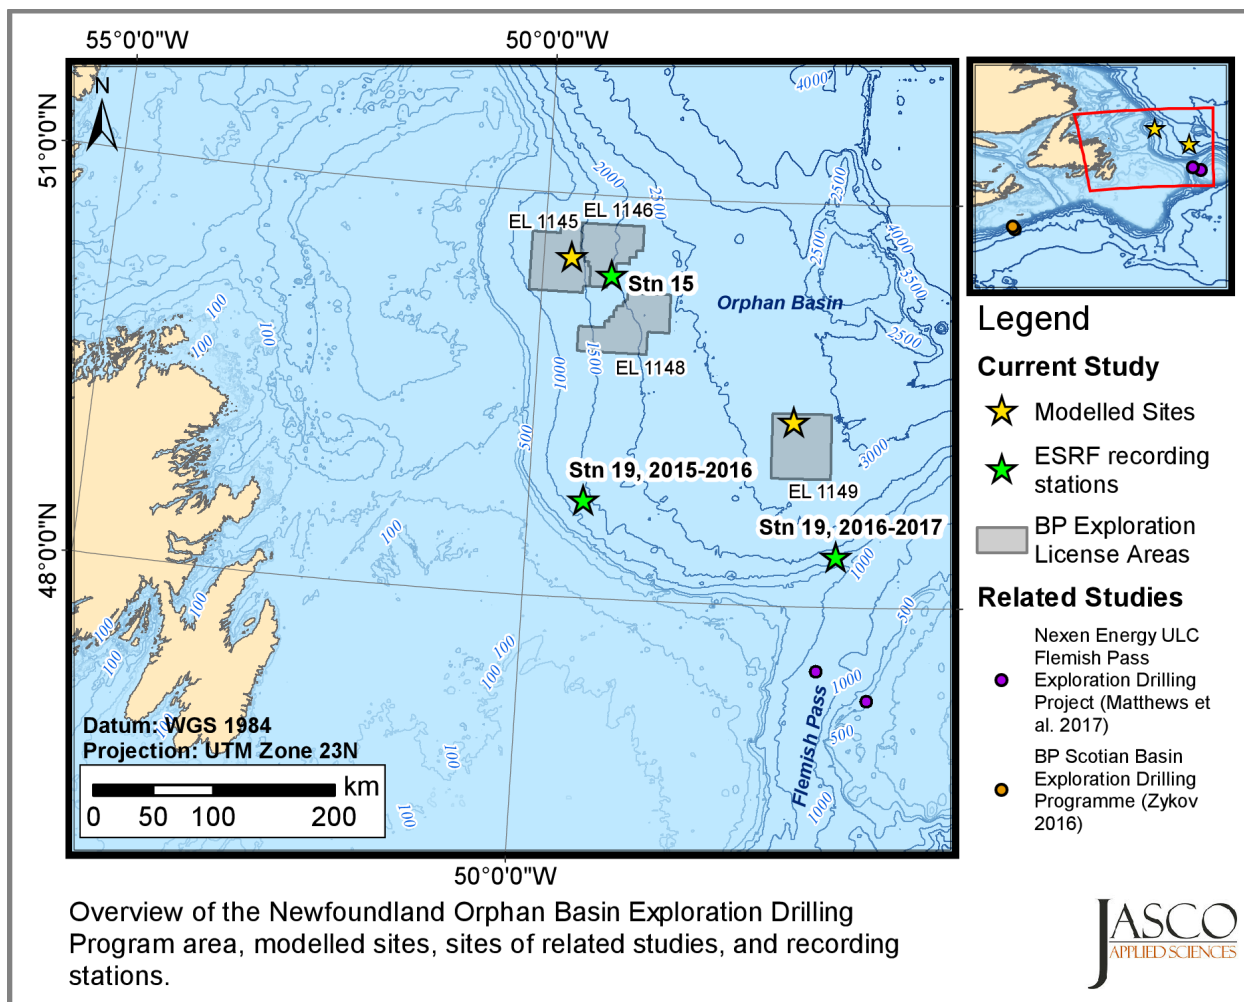 55°0'0"W
50°0'0"W
51°0'0"N
48°0'0"N
50°0'0"W
N
4000
2000
2500
2500
2500
4000
3500
2500
EL 1145
EL 1146
Stn 15
Orphan Basin
100
100
100
100
1000
1500
EL 1148
500
3000
EL 1149
Stn 19, 2015-2016
Stn 19, 2016-2017
1000
500
100
100
100
100
100
100
1000
500
Flemish Pass
1000
100
100
100
Datum: WGS 1984
Projection: UTM Zone 23N
km
0 50 100 200
Legend
Current Study
Modelled Sites
ESRF recording
stations
BP Exploration
License Areas
Related Studies
Nexen Energy ULC
Flemish Pass
Exploration Drilling
Project (Matthews et
al. 2017)
BP Scotian Basin
Exploration Drilling
Programme (Zykov
2016)
Overview of the Newfoundland Orphan Basin Exploration Drilling
Program area, modelled sites, sites of related studies, and recording
stations.
JASCO
APPLIED SCIENCES